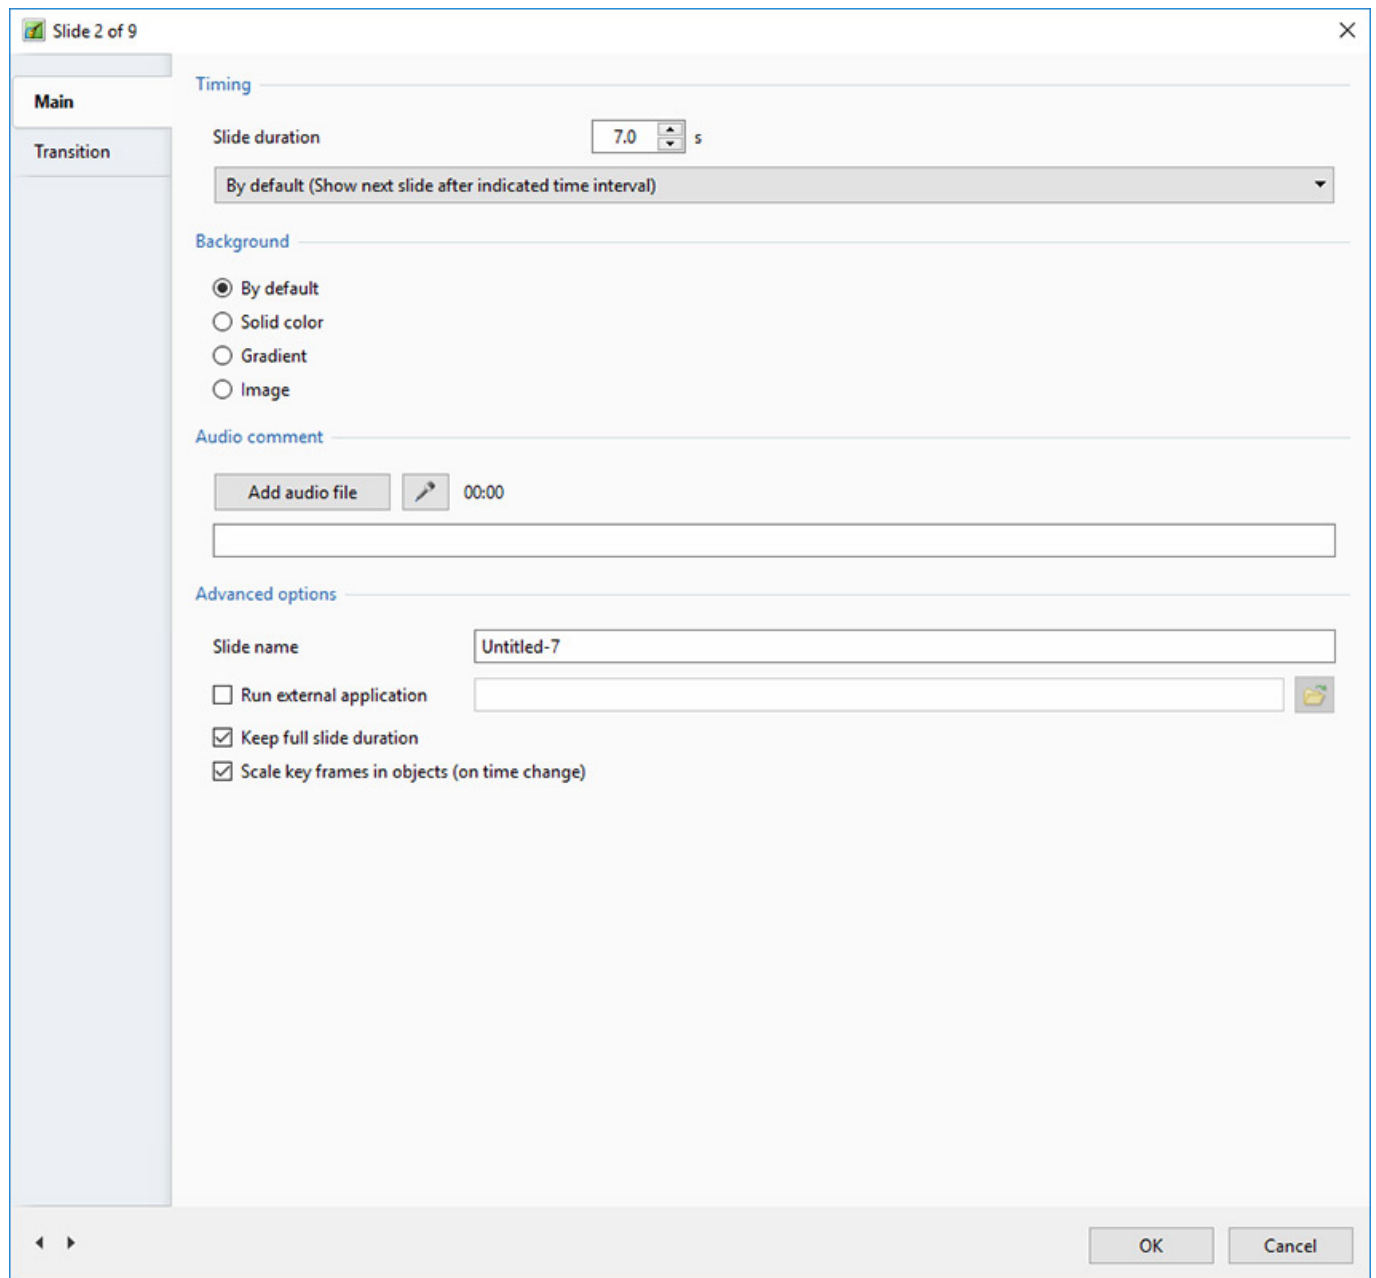 Slide 2 of 9
Main
Transition
Timing
Slide duration 7.0 s
By default (Show next slide after indicated time interval)
Background
By default
Solid color
Gradient
Image
Audio comment
Add audio file 00:00
Advanced options
Slide name Untitled-7
Run external application
Keep full slide duration
Scale key frames in objects (on time change)
OK Cancel